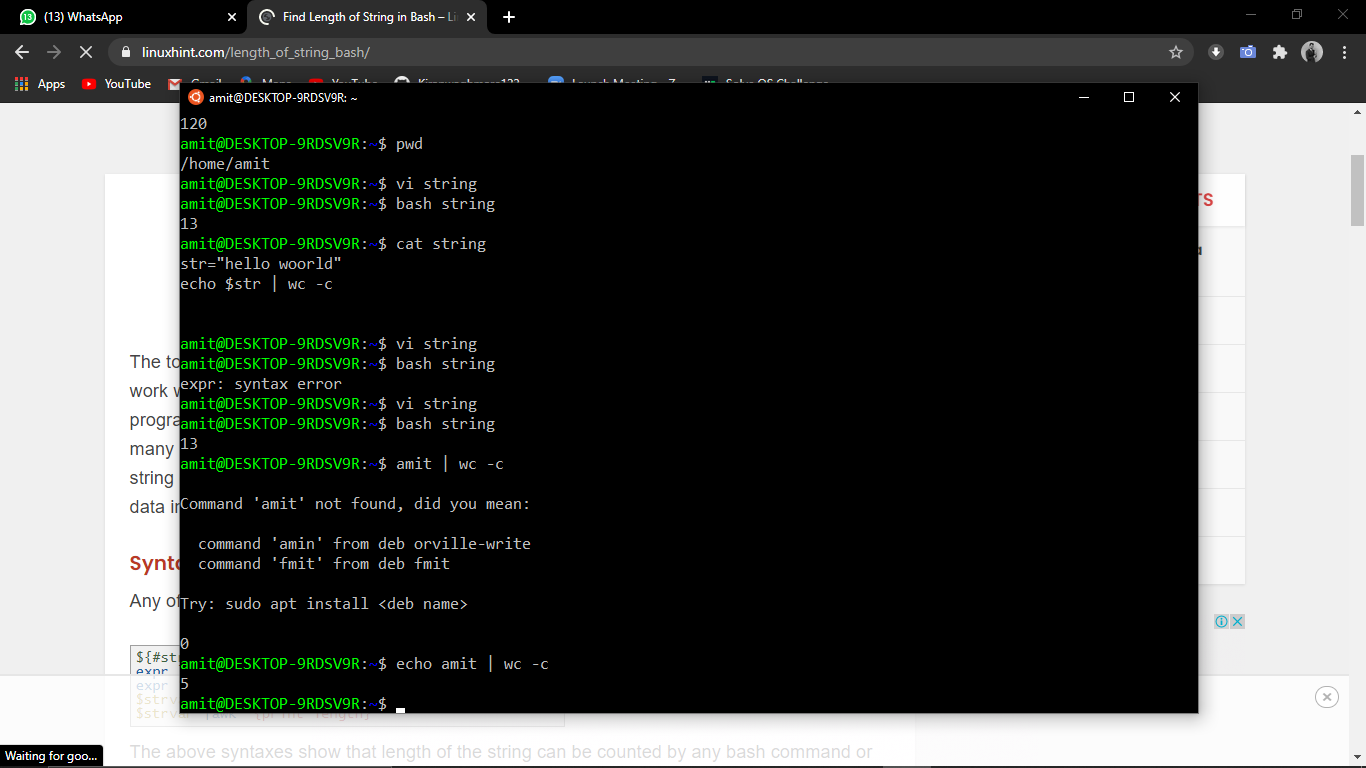 (13) WhatsApp
Find Length of String in Bash – Li
linuxhint.com/length_of_string_bash/
Apps
YouTube
amit@DESKTOP-9RDSV9R: ~
120
amit@DESKTOP-9RDSV9R:~$ pwd
/home/amit
amit@DESKTOP-9RDSV9R:~$ vi string
amit@DESKTOP-9RDSV9R:~$ bash string
13
amit@DESKTOP-9RDSV9R:~$ cat string
str="hello woorld"
echo $str | wc -c
amit@DESKTOP-9RDSV9R:~$ vi string
amit@DESKTOP-9RDSV9R:~$ bash string
expr: syntax error
amit@DESKTOP-9RDSV9R:~$ vi string
amit@DESKTOP-9RDSV9R:~$ bash string
13
amit@DESKTOP-9RDSV9R:~$ amit | wc -c
Command 'amit' not found, did you mean:
command 'amin' from deb orville-write
command 'fmit' from deb fmit
Try: sudo apt install <deb name>
0
amit@DESKTOP-9RDSV9R:~$ echo amit | wc -c
5
amit@DESKTOP-9RDSV9R:~$
TS
The to
work w
progra
many
string
data in
Synta
Any of
${#st
expr
expr
The above syntaxes show that length of the string can be counted by any bash command or
Waiting for goo...